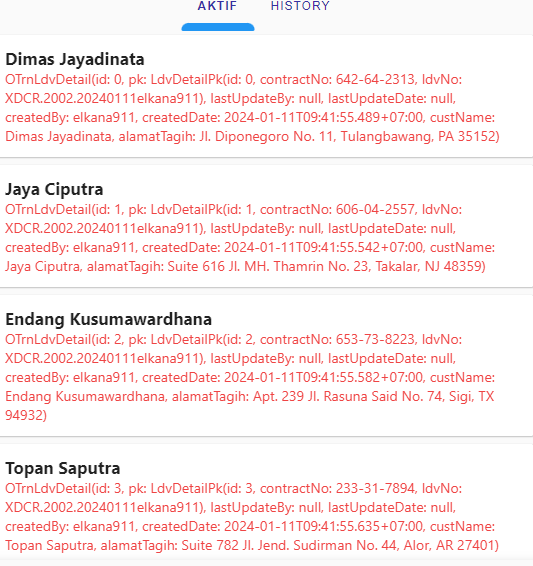 AKTIF HISTORY
Dimas Jayadinata
OTrnLdvDetail(id: 0, pk: LdvDetailPk(id: 0, contractNo: 642-64-2313, ldvNo:
XDCR.2002.20240111elkana911), lastUpdateBy: null, lastUpdateDate: null,
createdBy: elkana911, createdDate: 2024-01-11T09:41:55.489+07:00, custName:
Dimas Jayadinata, alamatTagih: Jl. Diponegoro No. 11, Tulangbawang, PA 35152)
Jaya Ciputra
OTrnLdvDetail(id: 1, pk: LdvDetailPk(id: 1, contractNo: 606-04-2557, ldvNo:
XDCR.2002.20240111elkana911), lastUpdateBy: null, lastUpdateDate: null,
createdBy: elkana911, createdDate: 2024-01-11T09:41:55.542+07:00, custName:
Jaya Ciputra, alamatTagih: Suite 616 Jl. MH. Thamrin No. 23, Takalar, NJ 48359)
Endang Kusumawardhana
OTrnLdvDetail(id: 2, pk: LdvDetailPk(id: 2, contractNo: 653-73-8223, ldvNo:
XDCR.2002.20240111elkana911), lastUpdateBy: null, lastUpdateDate: null,
createdBy: elkana911, createdDate: 2024-01-11T09:41:55.582+07:00, custName:
Endang Kusumawardhana, alamatTagih: Apt. 239 Jl. Rasuna Said No. 74, Sigi, TX
94932)
Topan Saputra
OTrnLdvDetail(id: 3, pk: LdvDetailPk(id: 3, contractNo: 233-31-7894, ldvNo:
XDCR.2002.20240111elkana911), lastUpdateBy: null, lastUpdateDate: null,
createdBy: elkana911, createdDate: 2024-01-11T09:41:55.635+07:00, custName:
Topan Saputra, alamatTagih: Suite 782 Jl. Jend. Sudirman No. 44, Alor, AR 27401)